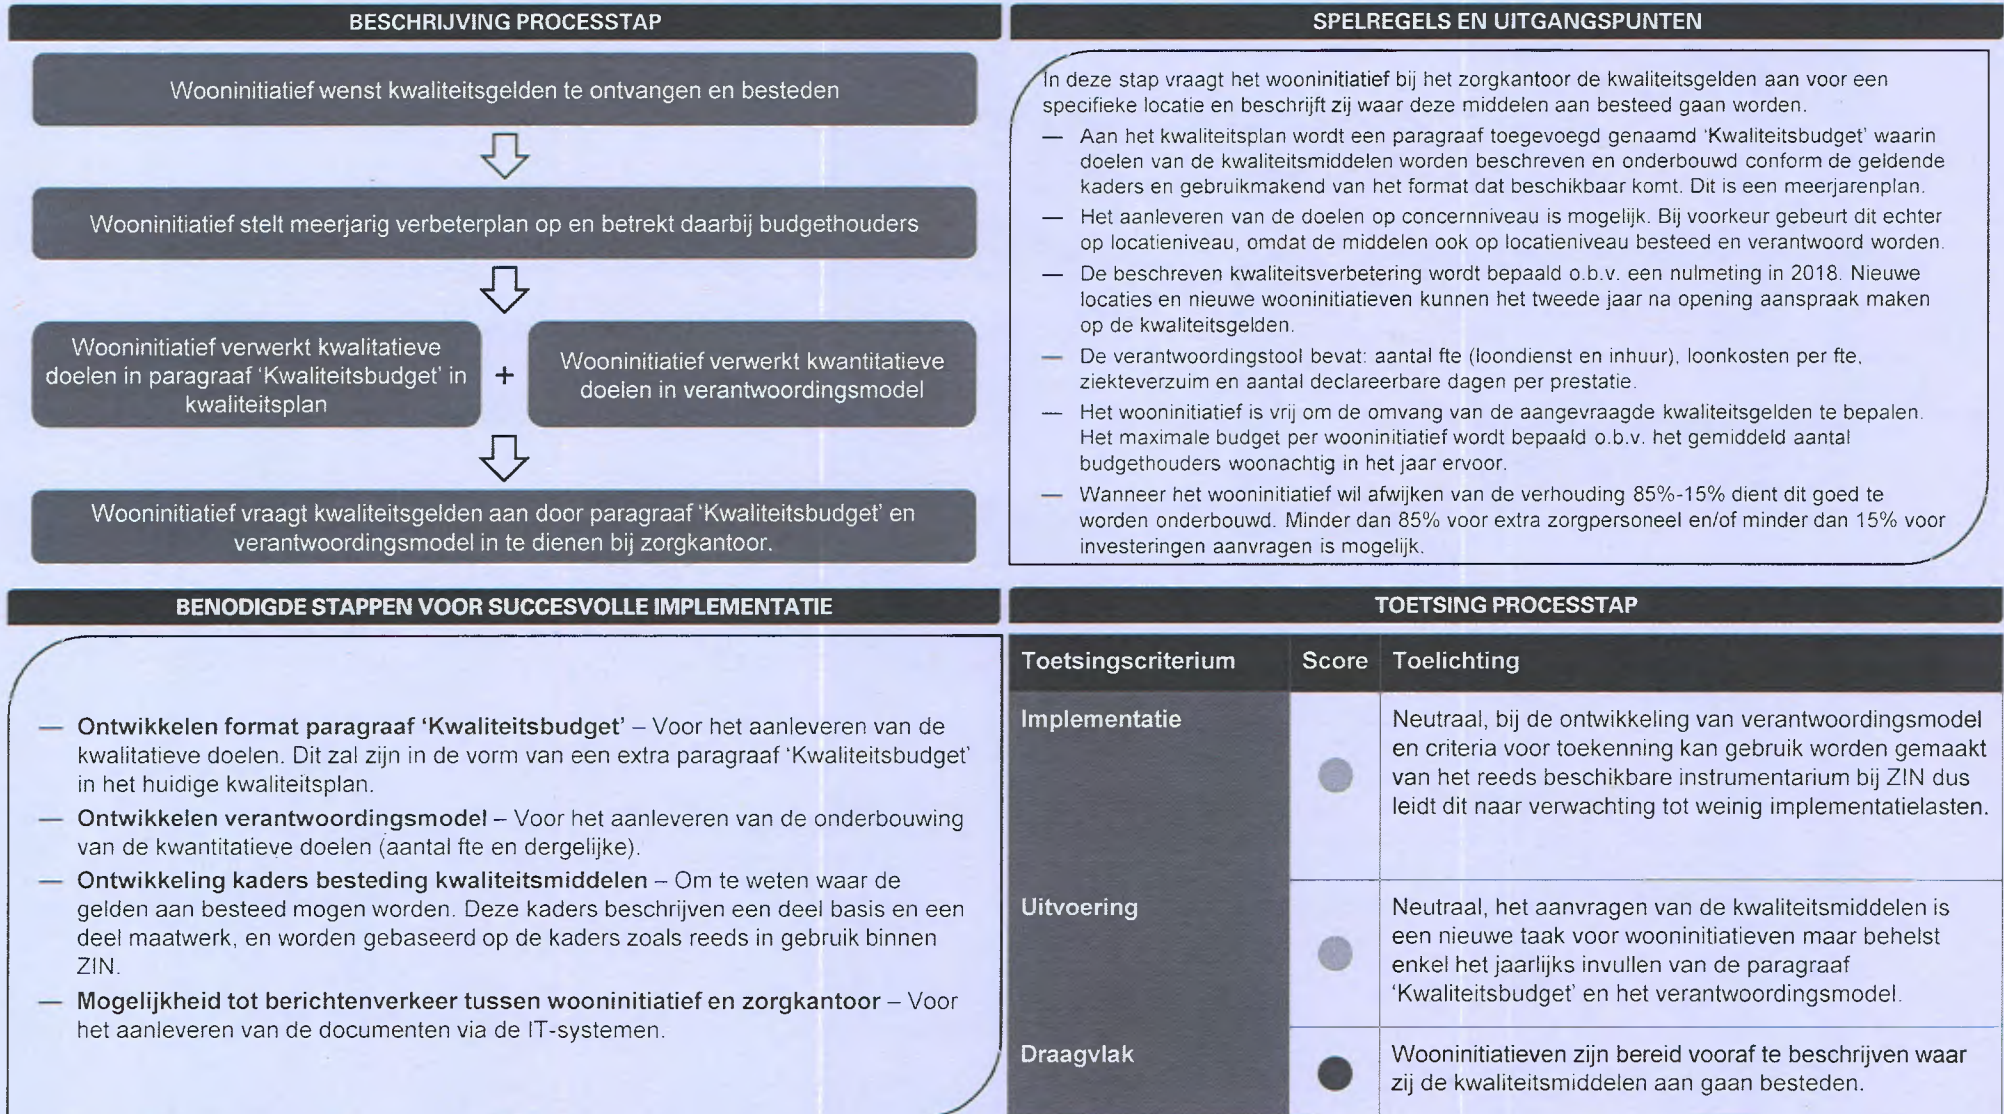 BESCHRIJVING PROCESSTAP
Wooninitiatief wenst kwaliteitsgelden te ontvangen en besteden
Wooninitiatief stelt meerjarig verbeterplan op en betrekt daarbij budgethouders
Wooninitiatief verwerkt kwalitatieve
doelen in paragraaf ‘Kwaliteitsbudget’ in
kwaliteitsplan
+
Wooninitiatief verwerkt kwantitatieve
doelen in verantwoordingsmodel
Wooninitiatief vraagt kwaliteitsgelden aan door paragraaf ‘Kwaliteitsbudget’ en
verantwoordingsmodel in te dienen bij zorgkantoor.
SPELREGELS EN UITGANGSPUNTEN
In deze stap vraagt het wooninitiatief bij het zorgkantoor de kwaliteitsgelden aan voor een
specifieke locatie en beschrijft zij waar deze middelen aan besteed gaan worden.
— Aan het kwaliteitsplan wordt een paragraaf toegevoegd genaamd ‘Kwaliteitsbudget’ waarin
doelen van de kwaliteitsmiddelen worden beschreven en onderbouwd conform de geldende
kaders en gebruikmakend van het format dat beschikbaar komt. Dit is een meerjarenplan.
— Het aanleveren van de doelen op concernniveau is mogelijk. Bij voorkeur gebeurt dit echter
op locatieniveau, omdat de middelen ook op locatieniveau besteed en verantwoord worden.
— De beschreven kwaliteitsverbetering wordt bepaald o.b.v. een nulmeting in 2018. Nieuwe
locaties en nieuwe wooninitiatieven kunnen het tweede jaar na opening aanspraak maken
op de kwaliteitsgelden.
— De verantwoordingstool bevat: aantal fte (loondienst en inhuur), loonkosten per fte,
ziekteverzuim en aantal declareerbare dagen per prestatie.
— Het wooninitiatief is vrij om de omvang van de aangevraagde kwaliteitsgelden te bepalen.
Het maximale budget per wooninitiatief wordt bepaald o.b.v. het gemiddeld aantal
budgethouders woonachtig in het jaar ervoor.
— Wanneer het wooninitiatief wil afwijken van de verhouding 85%-15% dient dit goed te
worden onderbouwd. Minder dan 85% voor extra zorgpersoneel en/of minder dan 15% voor
investeringen aanvragen is mogelijk.
BENODIGDE STAPPEN VOOR SUCCESVOLLE IMPLEMENTATIE
— Ontwikkelen format paragraaf ‘Kwaliteitsbudget’ – Voor het aanleveren van de
kwalitatieve doelen. Dit zal zijn in de vorm van een extra paragraaf ‘Kwaliteitsbudget’
in het huidige kwaliteitsplan.
— Ontwikkelen verantwoordingsmodel – Voor het aanleveren van de onderbouwing
van de kwantitatieve doelen (aantal fte en dergelijke).
— Ontwikkeling kaders besteding kwaliteitsmiddelen – Om te weten waar de
gelden aan besteed mogen worden. Deze kaders beschrijven een deel basis en een
deel maatwerk, en worden gebaseerd op de kaders zoals reeds in gebruik binnen
ZIN.
— Mogelijkheid tot berichtenverkeer tussen wooninitiatief en zorgkantoor – Voor
het aanleveren van de documenten via de IT-systemen.
TOETSING PROCESSTAP
Toetsingscriterium Score Toelichting
Implementatie
Neutraal, bij de ontwikkeling van verantwoordingsmodel
en criteria voor toekenning kan gebruik worden gemaakt
van het reeds beschikbare instrumentarium bij ZIN dus
leidt dit naar verwachting tot weinig implementatielasten.
Uitvoering
Neutraal, het aanvragen van de kwaliteitsmiddelen is
een nieuwe taak voor wooninitiatieven maar behelst
enkel het jaarlijks invullen van de paragraaf
‘Kwaliteitsbudget’ en het verantwoordingsmodel.
Draagvlak
Wooninitiatieven zijn bereid vooraf te beschrijven waar
zij de kwaliteitsmiddelen aan gaan besteden.